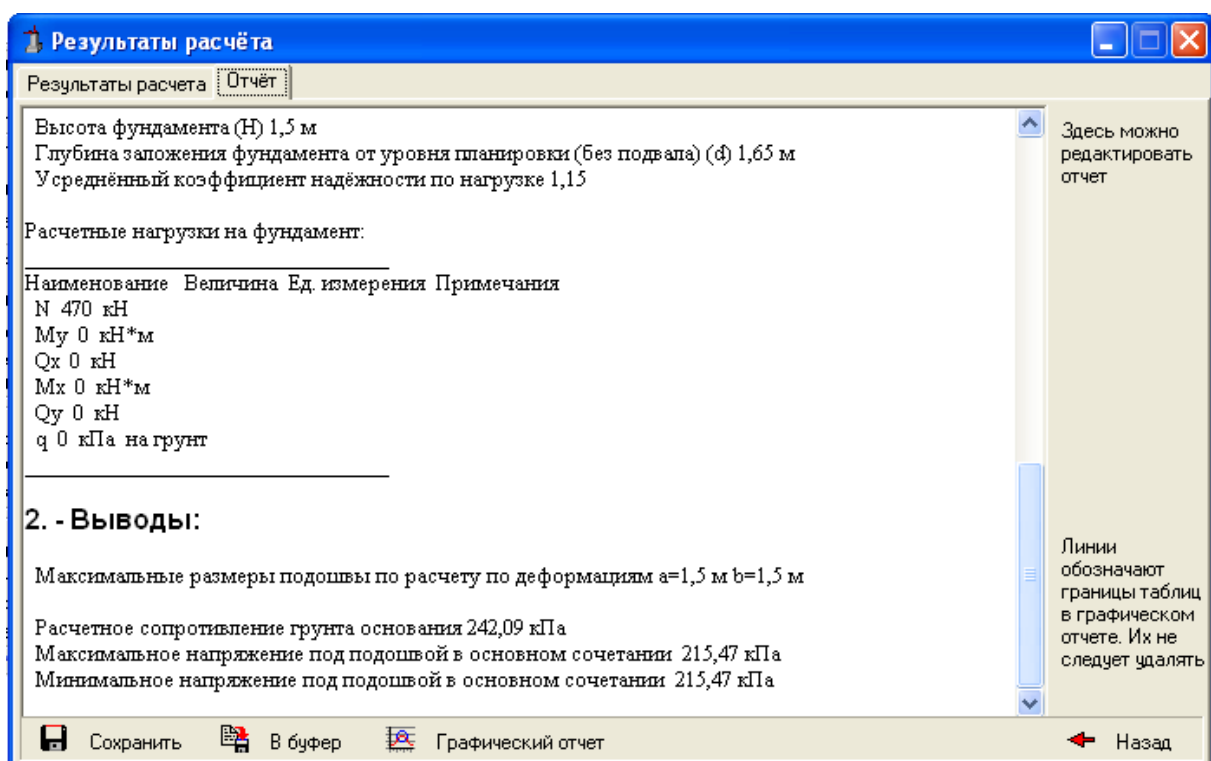 Результаты расчёта
Результаты расчета Отчёт
Высота фундамента (H) 1,5 м
Глубина заложения фундамента от уровня планировки (без подвала) (d) 1,65 м
Усреднённый коэффициент надёжности по нагрузке 1,15
Расчетные нагрузки на фундамент:
Наименование Величина Ед. измерения Примечания
N 470 кН
My 0 кН*м
Qx 0 кН
Mx 0 кН*м
Qy 0 кН
q 0 кПа на грунт
2. - Выводы:
Максимальные размеры подошвы по расчету по деформациям a=1,5 м b=1,5 м
Расчетное сопротивление грунта основания 242,09 кПа
Максимальное напряжение под подошвой в основном сочетании 215,47 кПа
Минимальное напряжение под подошвой в основном сочетании 215,47 кПа
Здесь можно
редактировать
отчет
Линии
обозначают
границы таблиц
в графическом
отчете. Их не
следует удалять
Сохранить В буфер Графический отчет Назад